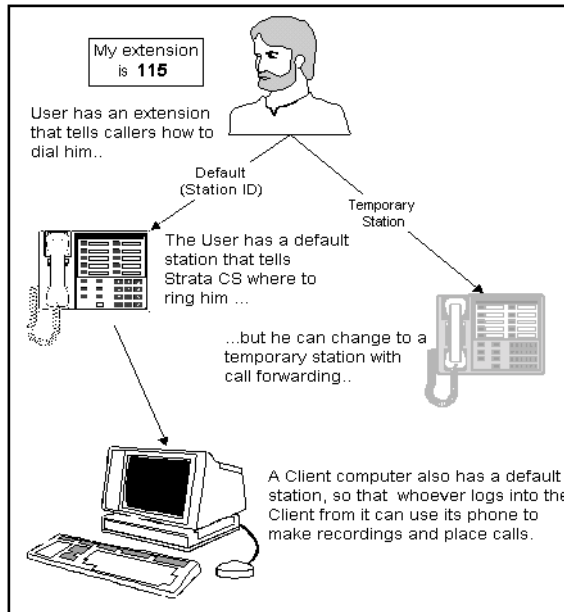 My extension
is 115
User has an extension
that tells callers how to
dial him..
Default
(Station ID)
Temporary
Station
The User has a default
station that tells
Strata CS where to
ring him ...
...but he can change to a
temporary station with
call forwarding..
A Client computer also has a default
station, so that whoever logs into the
Client from it can use its phone to
make recordings and place calls.